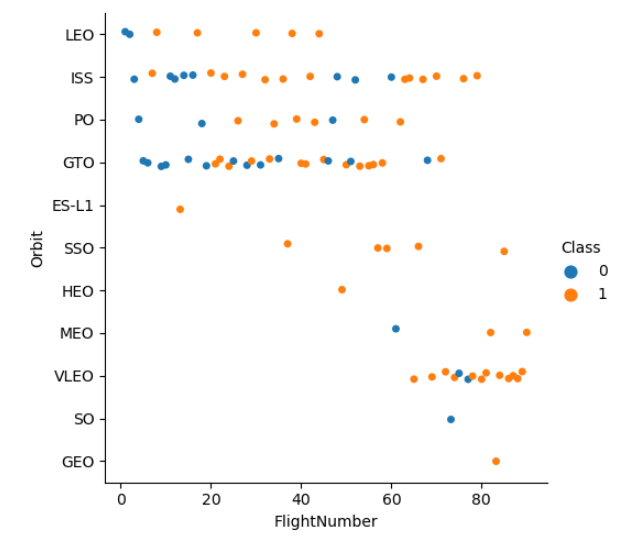 LEO
ISS
PO
GTO
ES-L1
SSO
HEO
MEO
VLEO
SO
GEO
Orbit
0 20 40 60 80
FlightNumber
Class
0
1